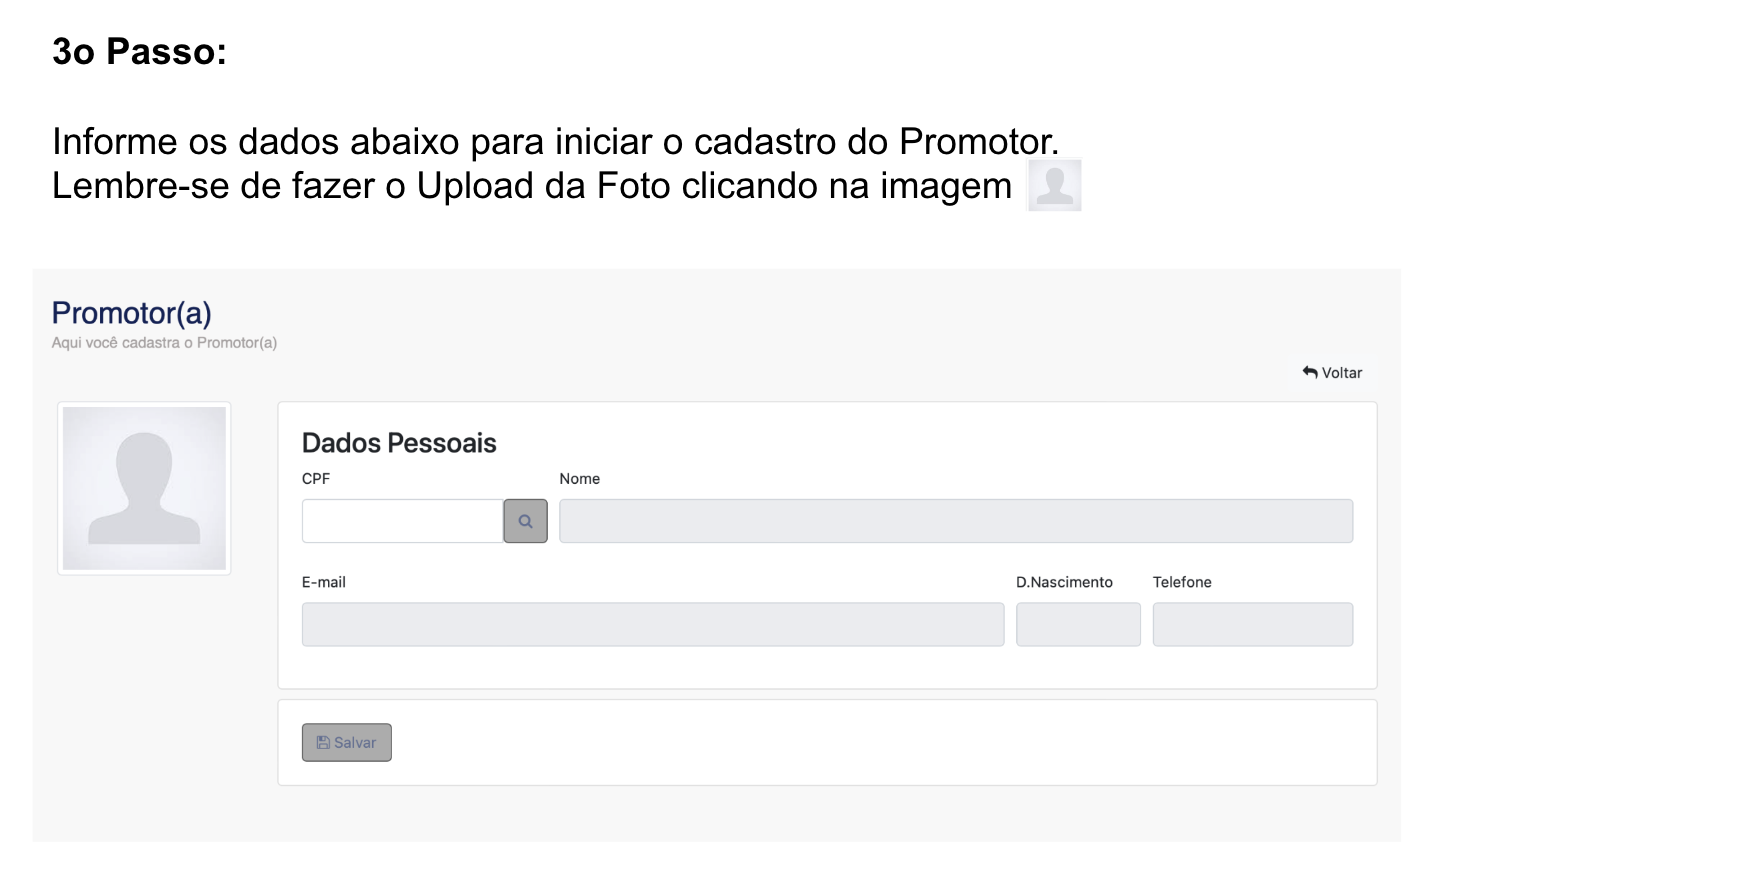 3o Passo:
Informe os dados abaixo para iniciar o cadastro do Promotor.
Lembre-se de fazer o Upload da Foto clicando na imagem
Promotor(a)
Aqui você cadastra o Promotor(a)
Voltar
Dados Pessoais
CPF Nome
E-mail D.Nascimento Telefone
Salvar